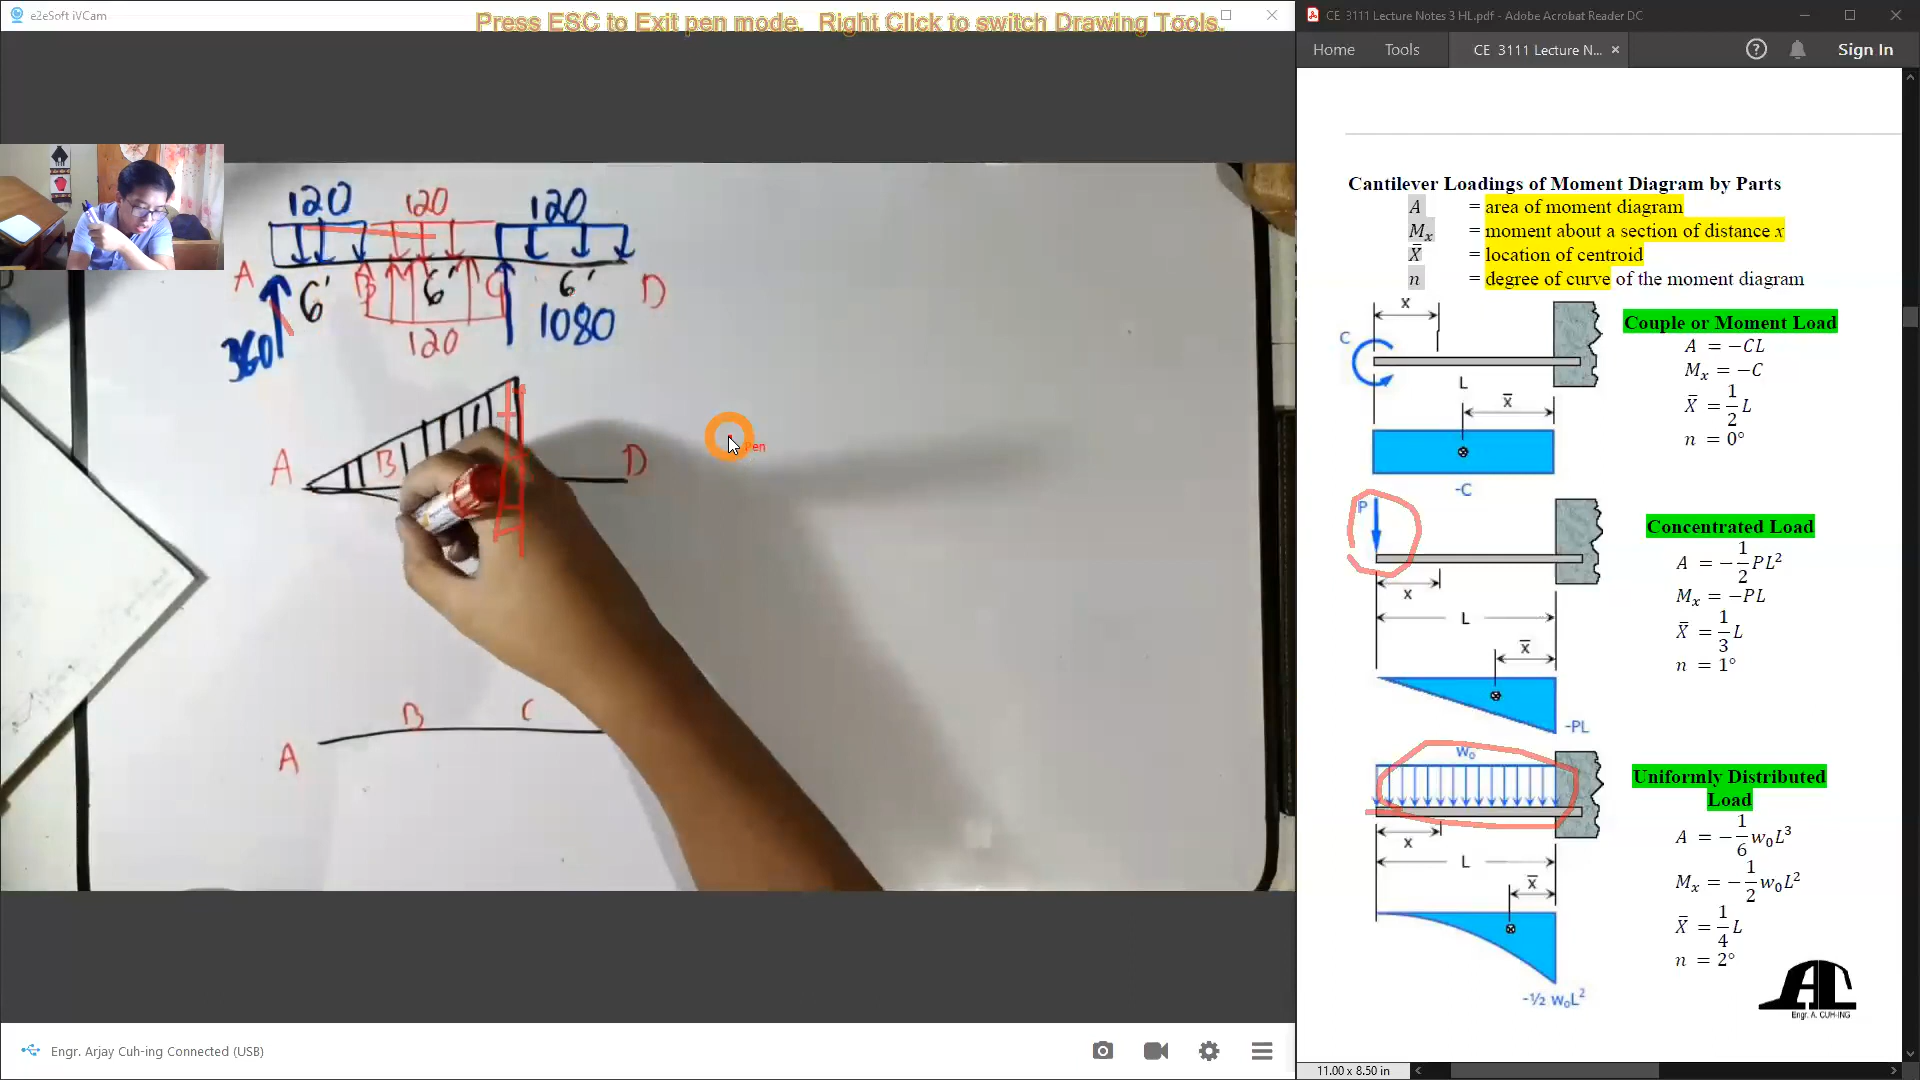 e2eSoft iVCam
Press ESC to Exit pen mode. Right Click to switch Drawing Tools.
120
120
120
A
6'
B
6'
C
6'
D
360
120
1080
A
B
D
Pen
A
B
C
Engr. Arjay Cuh-ing Connected (USB)
CE 3111 Lecture Notes 3 HL.pdf - Adobe Acrobat Reader DC
Home
Tools
CE 3111 Lecture N...
Sign In
Cantilever Loadings of Moment Diagram by Parts
A = area of moment diagram
Mx = moment about a section of distance x
X̄ = location of centroid
n = degree of curve of the moment diagram
x
C
L
x̄
-C
Couple or Moment Load
A = −CL
Mx = −C
X̄ = 1/2 L
n = 0°
P
x
L
x̄
-PL
Concentrated Load
A = −1/2 PL²
Mx = −PL
X̄ = 1/3 L
n = 1°
w₀
x
L
x̄
-½ w₀L²
Uniformly Distributed
Load
A = −1/6 w₀L³
Mx = −1/2 w₀L²
X̄ = 1/4 L
n = 2°
Engr. A. CUH-ING
11.00 x 8.50 in